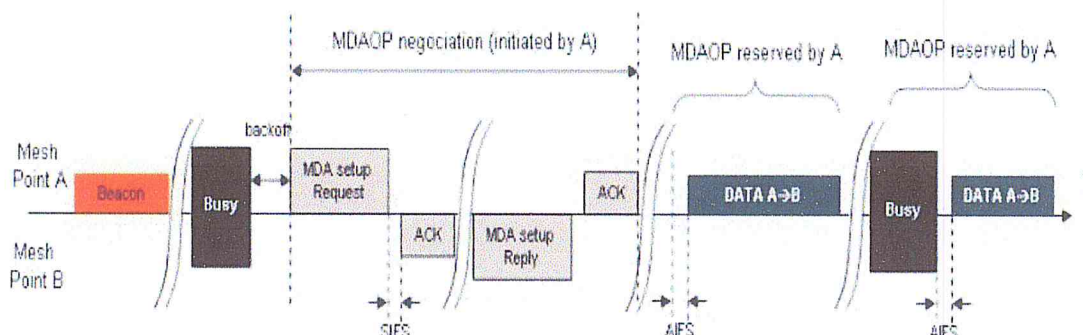 MDAOP negociation (initiated by A)
MDAOP reserved by A
MDAOP reserved by A
backoff
Mesh
Point A
Beacon
Busy
MDA setup
Request
ACK
DATA A→B
Busy
DATA A→B
Mesh
Point B
ACK
MDA setup
Reply
SIFS
AIFS
AIFS